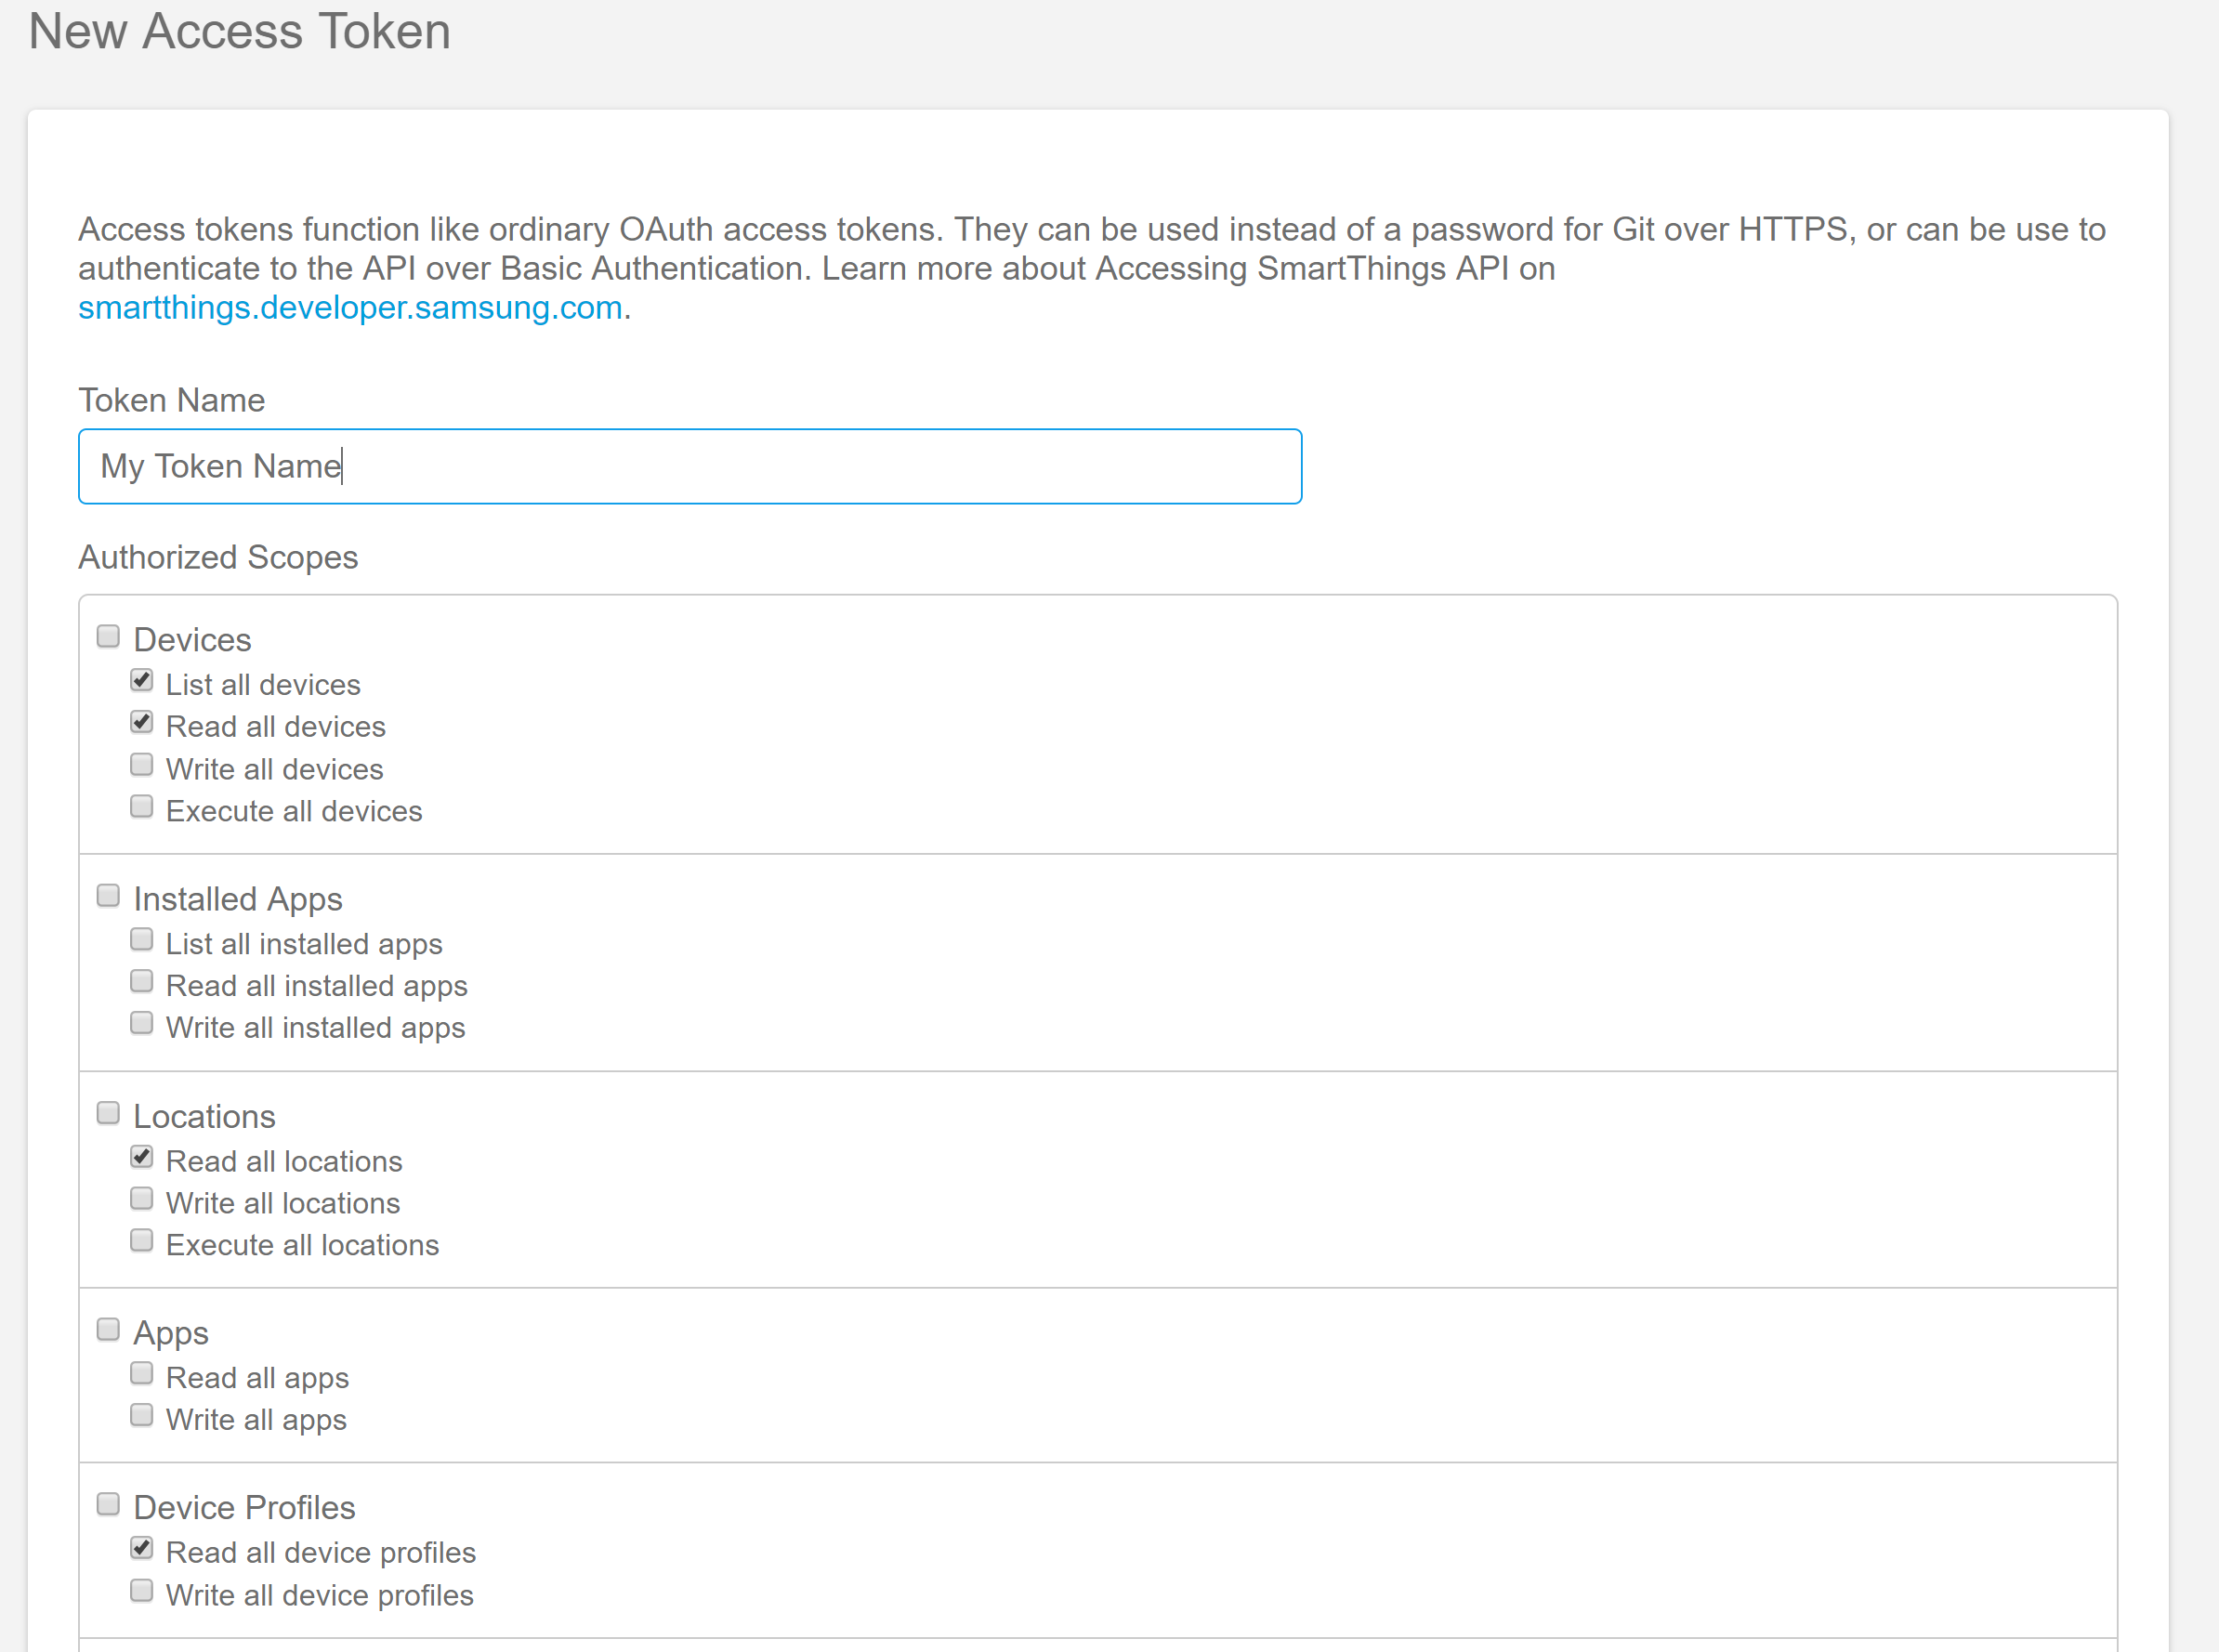 New Access Token
Access tokens function like ordinary OAuth access tokens. They can be used instead of a password for Git over HTTPS, or can be use to
authenticate to the API over Basic Authentication. Learn more about Accessing SmartThings API on
smartthings.developer.samsung.com.
Token Name
My Token Name
Authorized Scopes
Devices
List all devices
Read all devices
Write all devices
Execute all devices
Installed Apps
List all installed apps
Read all installed apps
Write all installed apps
Locations
Read all locations
Write all locations
Execute all locations
Apps
Read all apps
Write all apps
Device Profiles
Read all device profiles
Write all device profiles